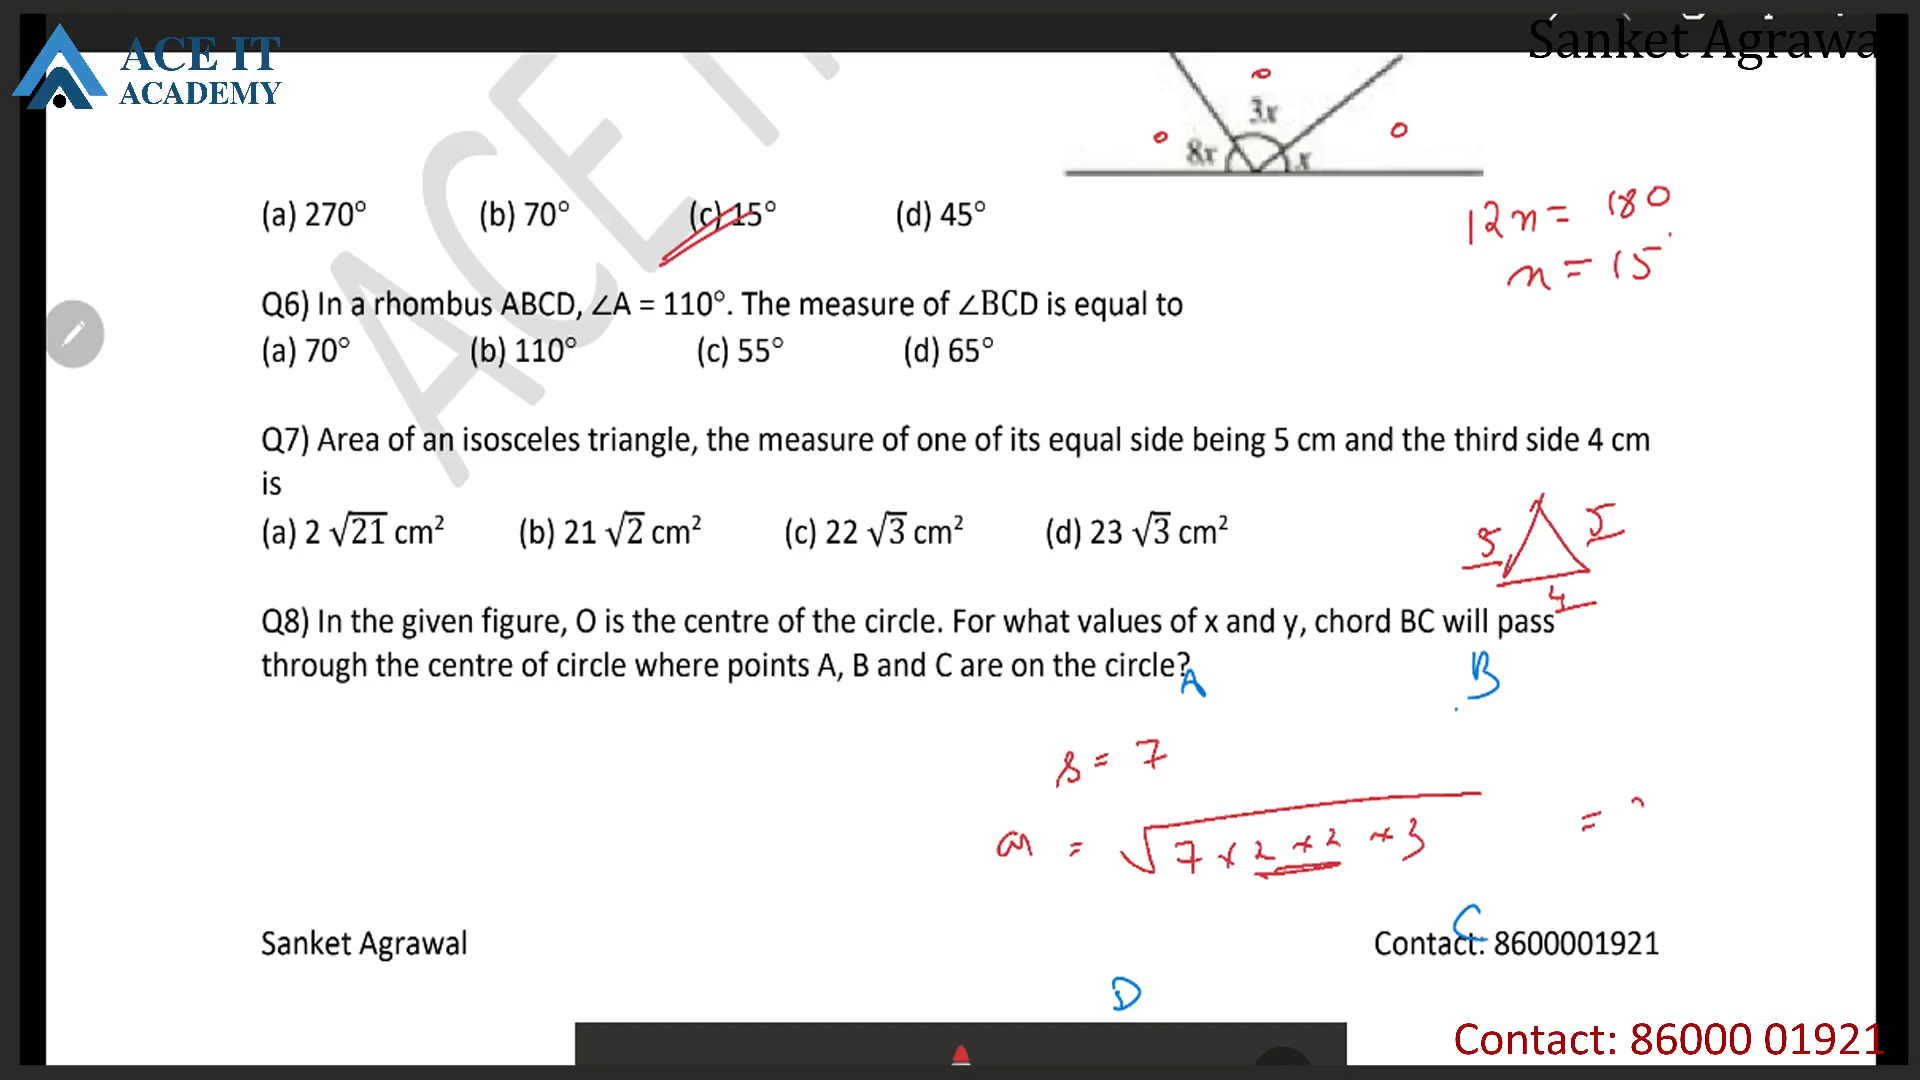 ACE IT
ACADEMY
Sanket Agrawa
3x
8x
x
(a) 270° (b) 70° (c) 15° (d) 45°
12x = 180
x = 15
Q6) In a rhombus ABCD, ∠A = 110°. The measure of ∠BCD is equal to
(a) 70° (b) 110° (c) 55° (d) 65°
Q7) Area of an isosceles triangle, the measure of one of its equal side being 5 cm and the third side 4 cm
is
(a) 2 √21 cm² (b) 21 √2 cm² (c) 22 √3 cm² (d) 23 √3 cm²
5 5
4
Q8) In the given figure, O is the centre of the circle. For what values of x and y, chord BC will pass
through the centre of circle where points A, B and C are on the circle?
A B
s = 7
= √7 × 2 × 2 × 3 =
C
Sanket Agrawal Contact: 8600001921
D
Contact: 86000 01921
ACE IT